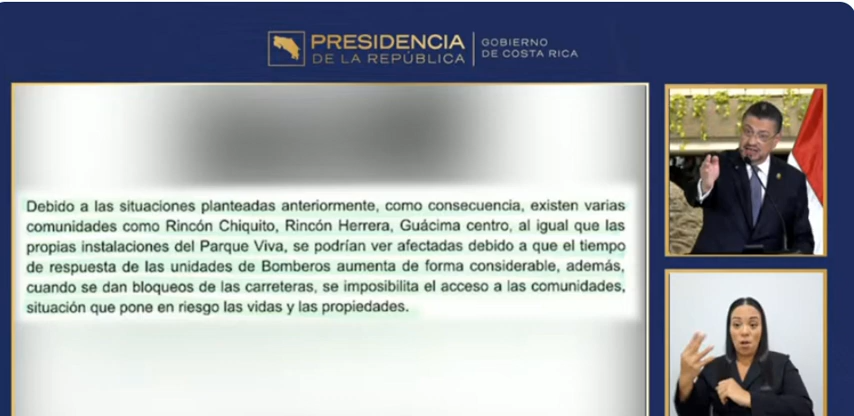 PRESIDENCIA
DE LA REPÚBLICA
GOBIERNO
DE COSTA RICA
Debido a las situaciones planteadas anteriormente, como consecuencia, existen varias
comunidades como Rincón Chiquito, Rincón Herrera, Guácima centro, al igual que las
propias instalaciones del Parque Viva, se podrían ver afectadas debido a que el tiempo
de respuesta de las unidades de Bomberos aumenta de forma considerable, además,
cuando se dan bloqueos de las carreteras, se imposibilita el acceso a las comunidades,
situación que pone en riesgo las vidas y las propiedades.